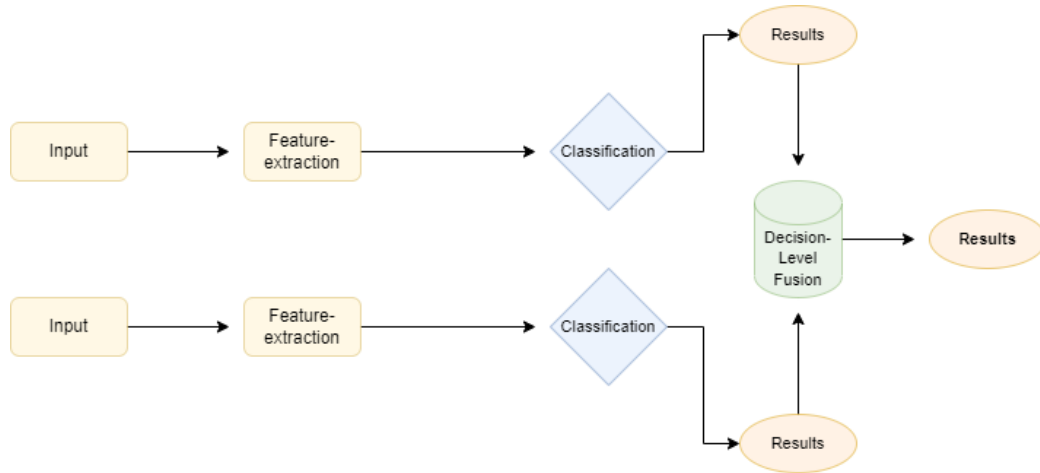 Results
Input
Feature-
extraction
Classification
Decision-
Level
Fusion
Results
Input
Feature-
extraction
Classification
Results